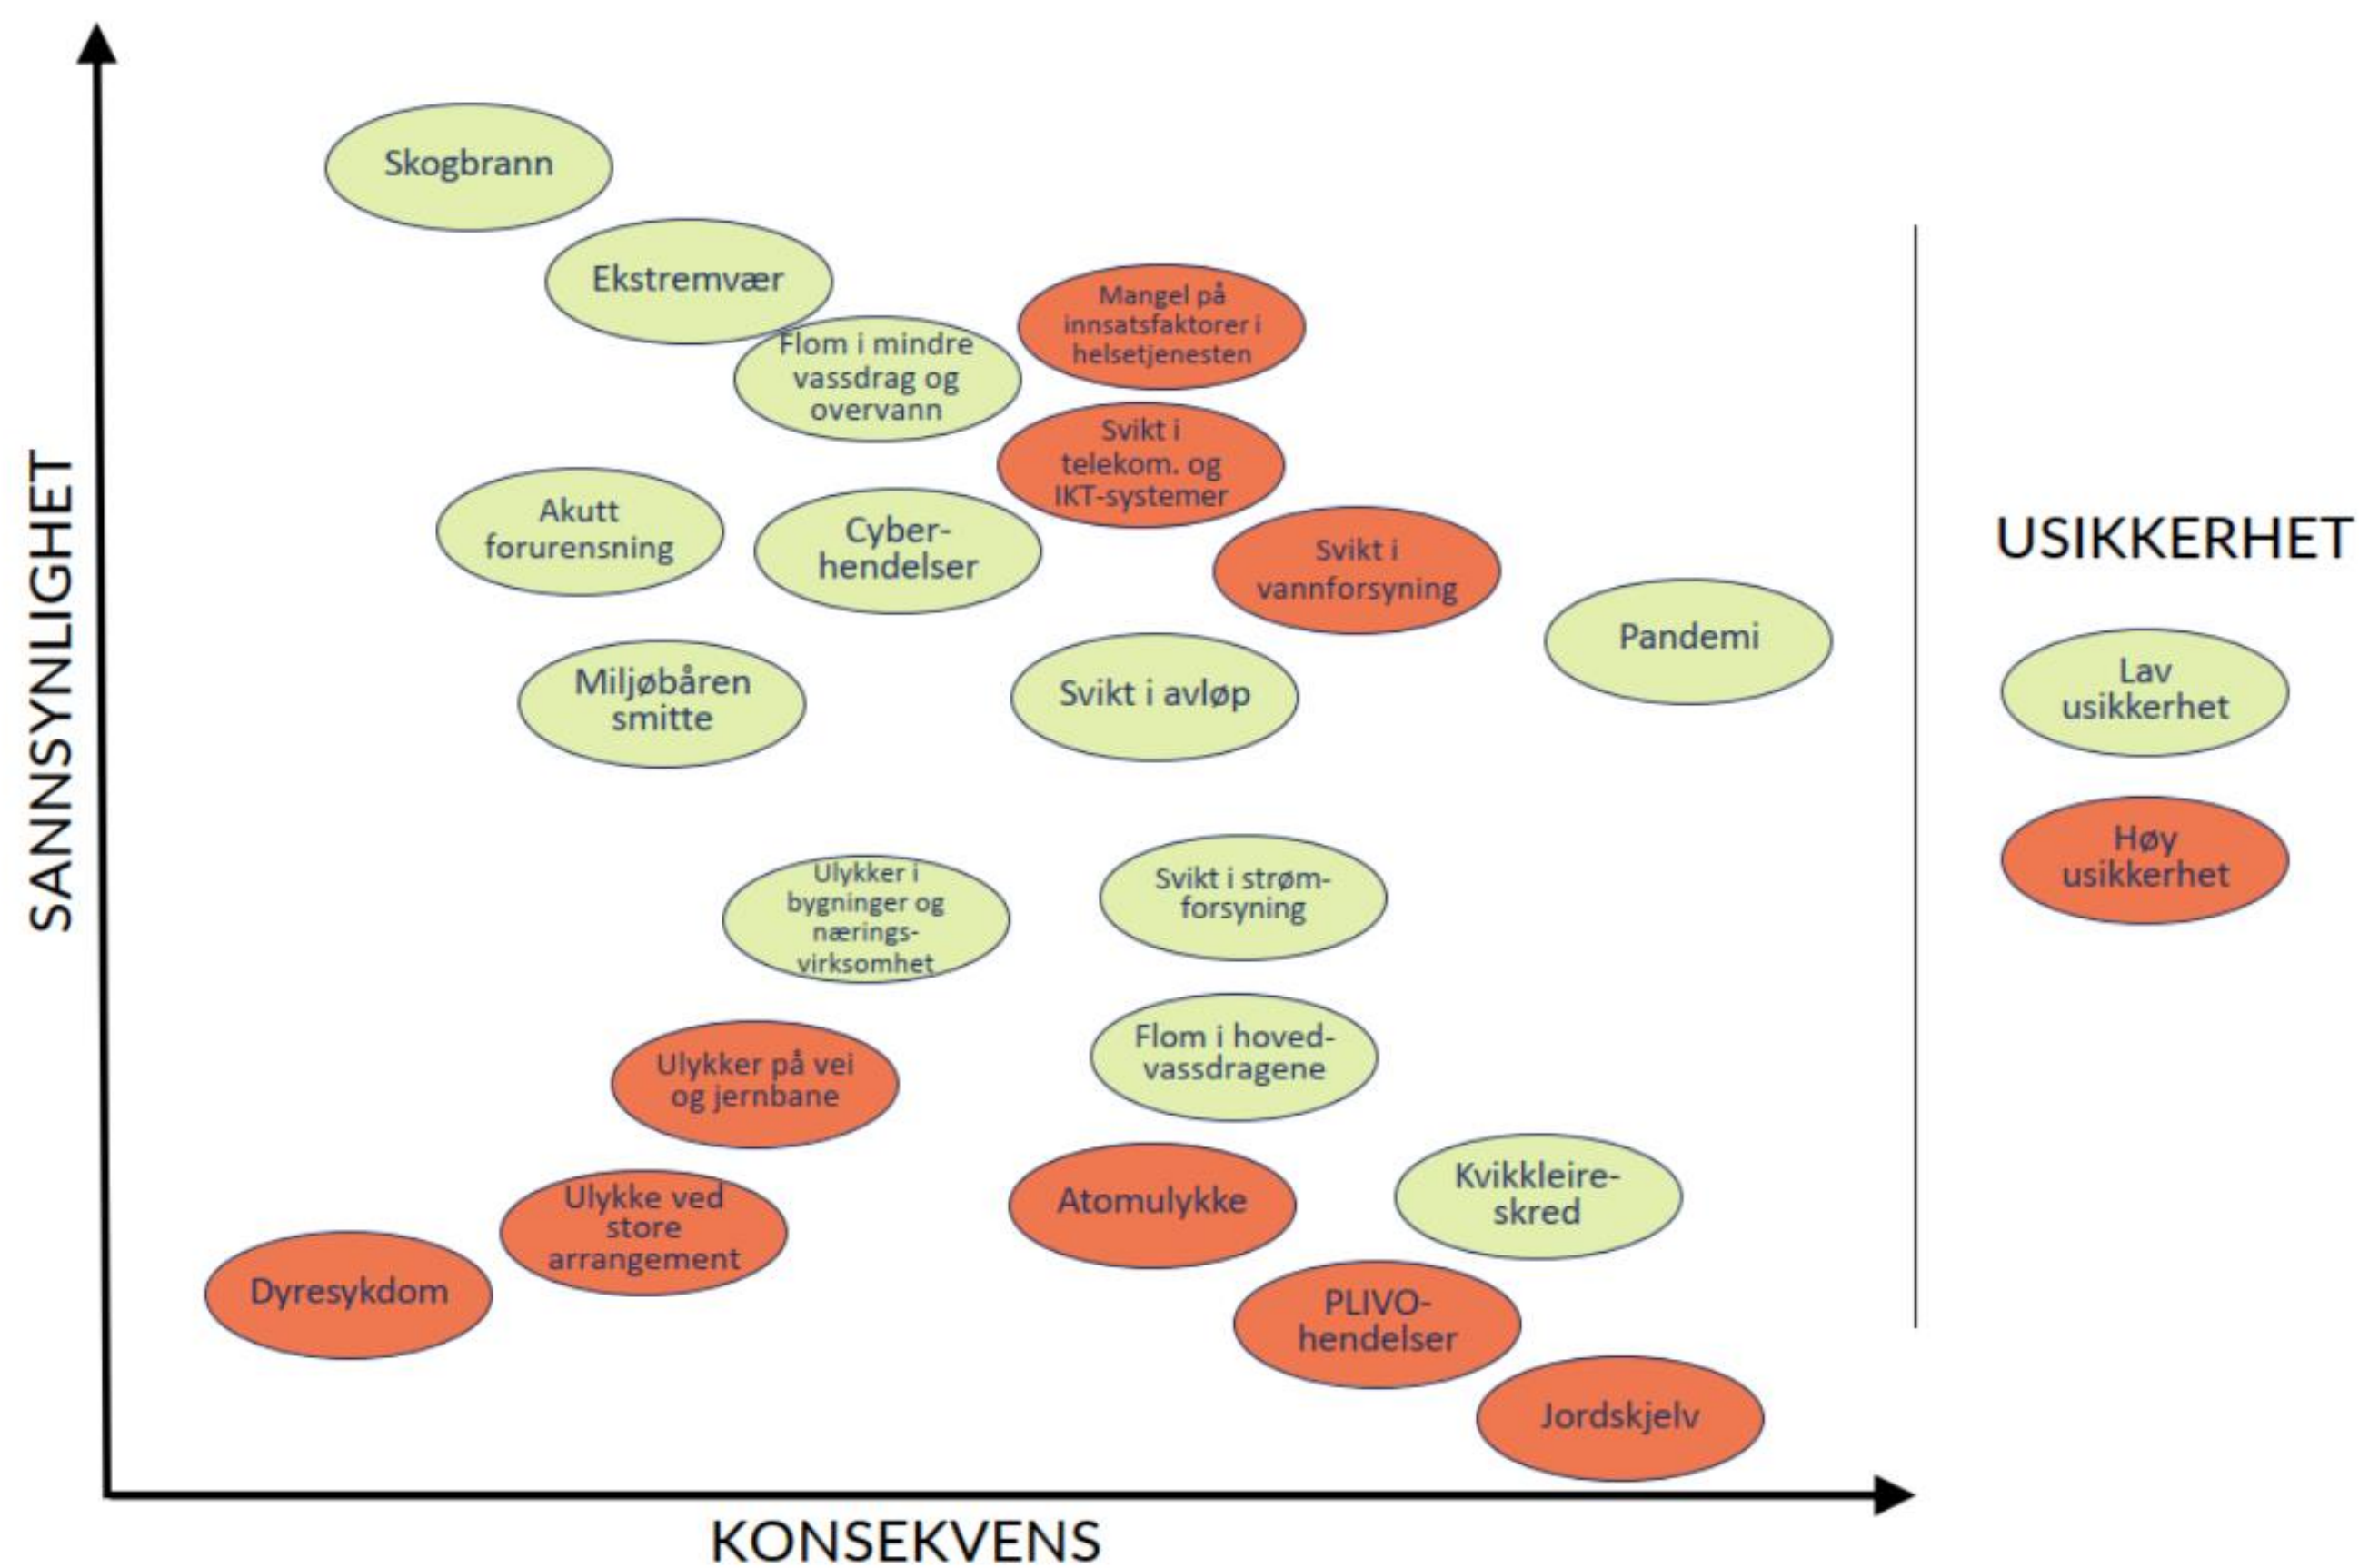 SANNSYNLIGHET
Skogbrann
Ekstremvær
Flom i mindre
vassdrag og
overvann
Mangel på
innsatsfaktorer i
helsetjenesten
Svikt i
telekom. og
IKT-systemer
Akutt
forurensning
Cyber-
hendelser
Svikt i
vannforsyning
Pandemi
Miljøbåren
smitte
Svikt i avløp
Ulykker i
bygninger og
nærings-
virksomhet
Svikt i strøm-
forsyning
Flom i hoved-
vassdragene
Ulykker på vei
og jernbane
Atomulykke
Kvikkleire-
skred
Ulykke ved
store
arrangement
Dyresykdom
PLIVO-
hendelser
Jordskjelv
KONSEKVENS
USIKKERHET
Lav
usikkerhet
Høy
usikkerhet